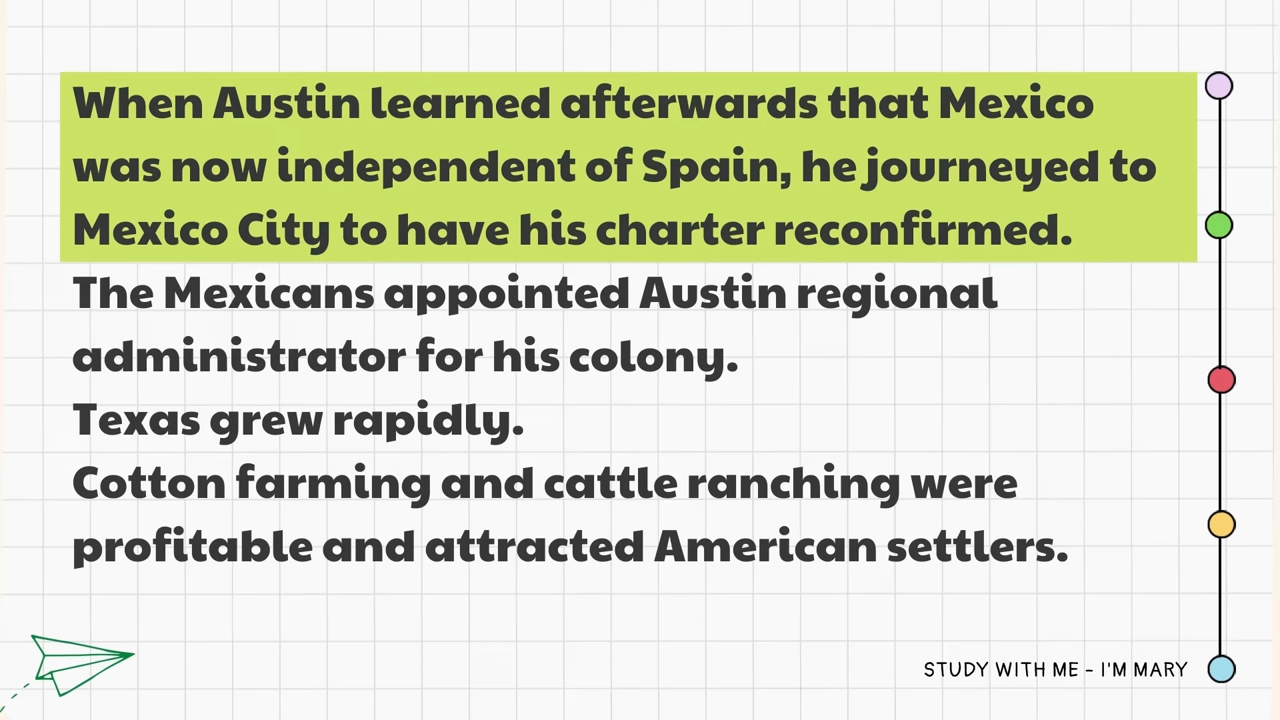 When Austin learned afterwards that Mexico
was now independent of Spain, he journeyed to
Mexico City to have his charter reconfirmed.
The Mexicans appointed Austin regional
administrator for his colony.
Texas grew rapidly.
Cotton farming and cattle ranching were
profitable and attracted American settlers.
STUDY WITH ME - I'M MARY